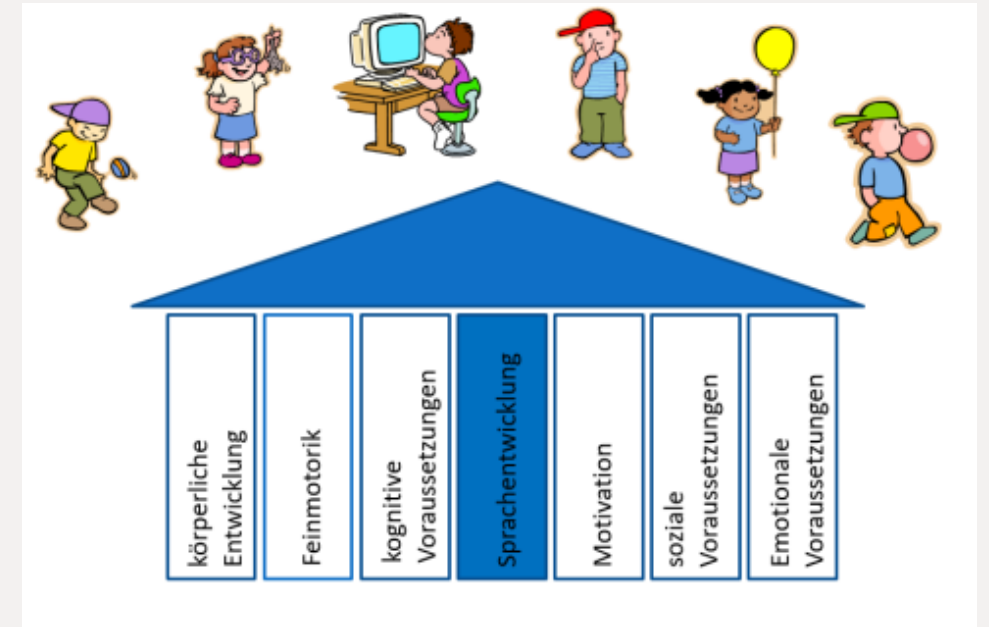 körperliche
Entwicklung
Feinmotorik
kognitive
Voraussetzungen
Sprachentwicklung
Motivation
soziale
Voraussetzungen
Emotionale
Voraussetzungen